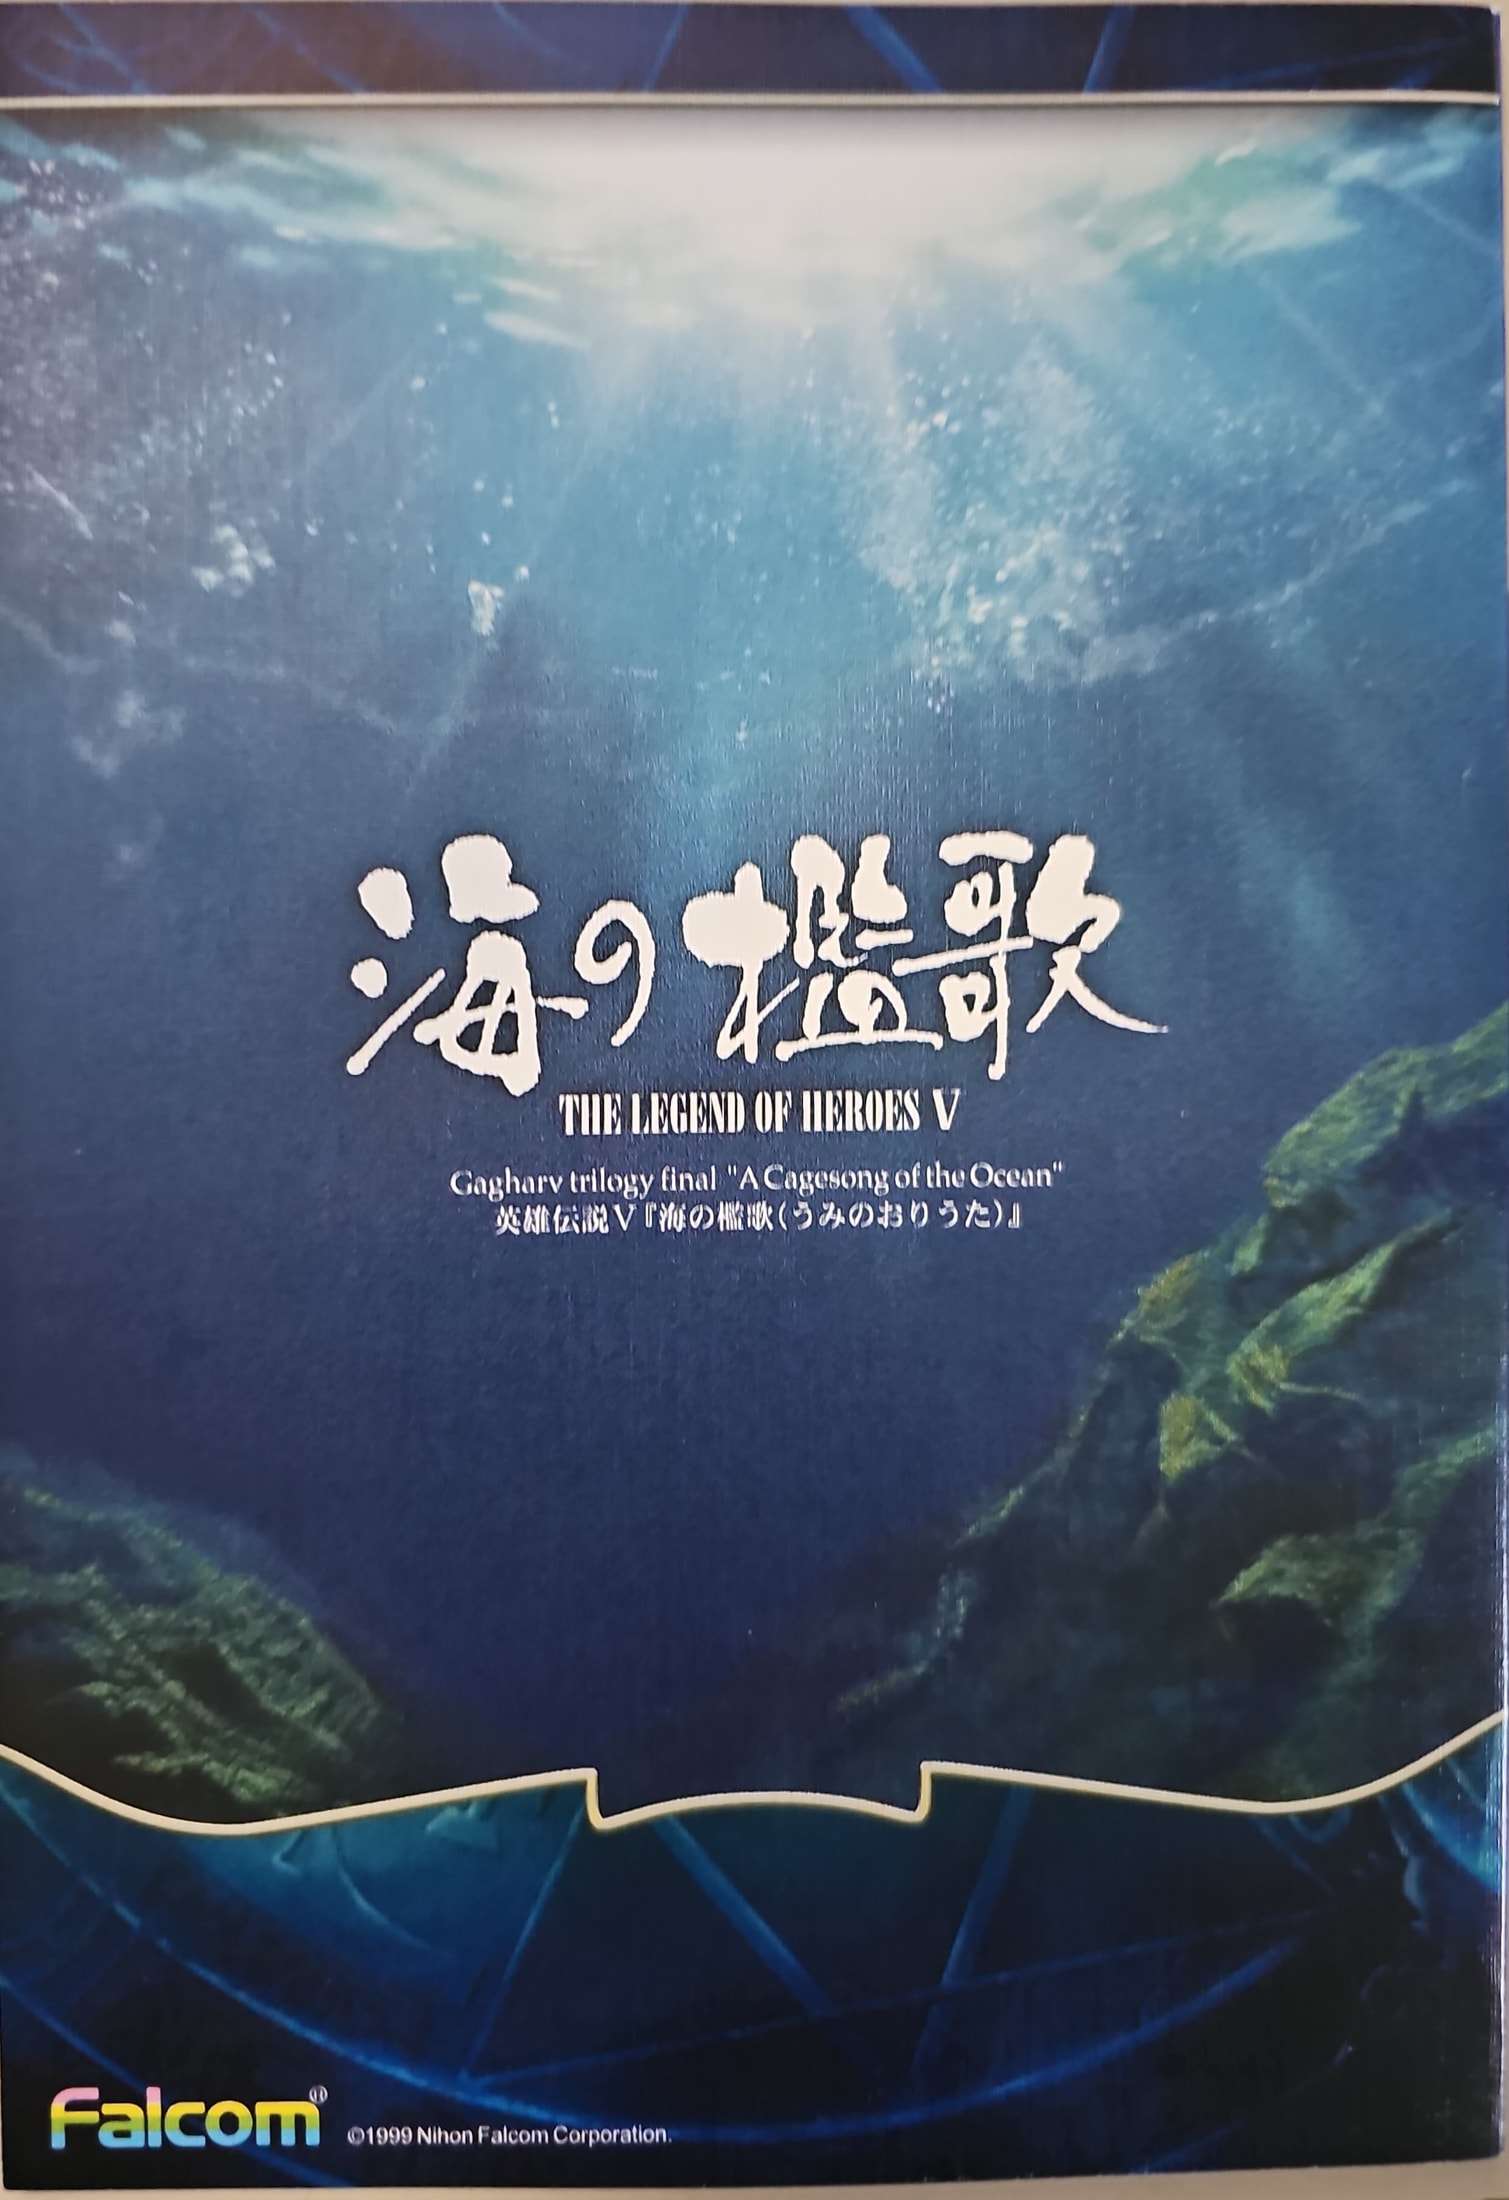 海の檻歌
THE LEGEND OF HEROES V
Gagharv trilogy final "A Cagesong of the Ocean"
英雄伝説V『海の檻歌(うみのおりうた)』
Falcom®
©1999 Nihon Falcom Corporation.